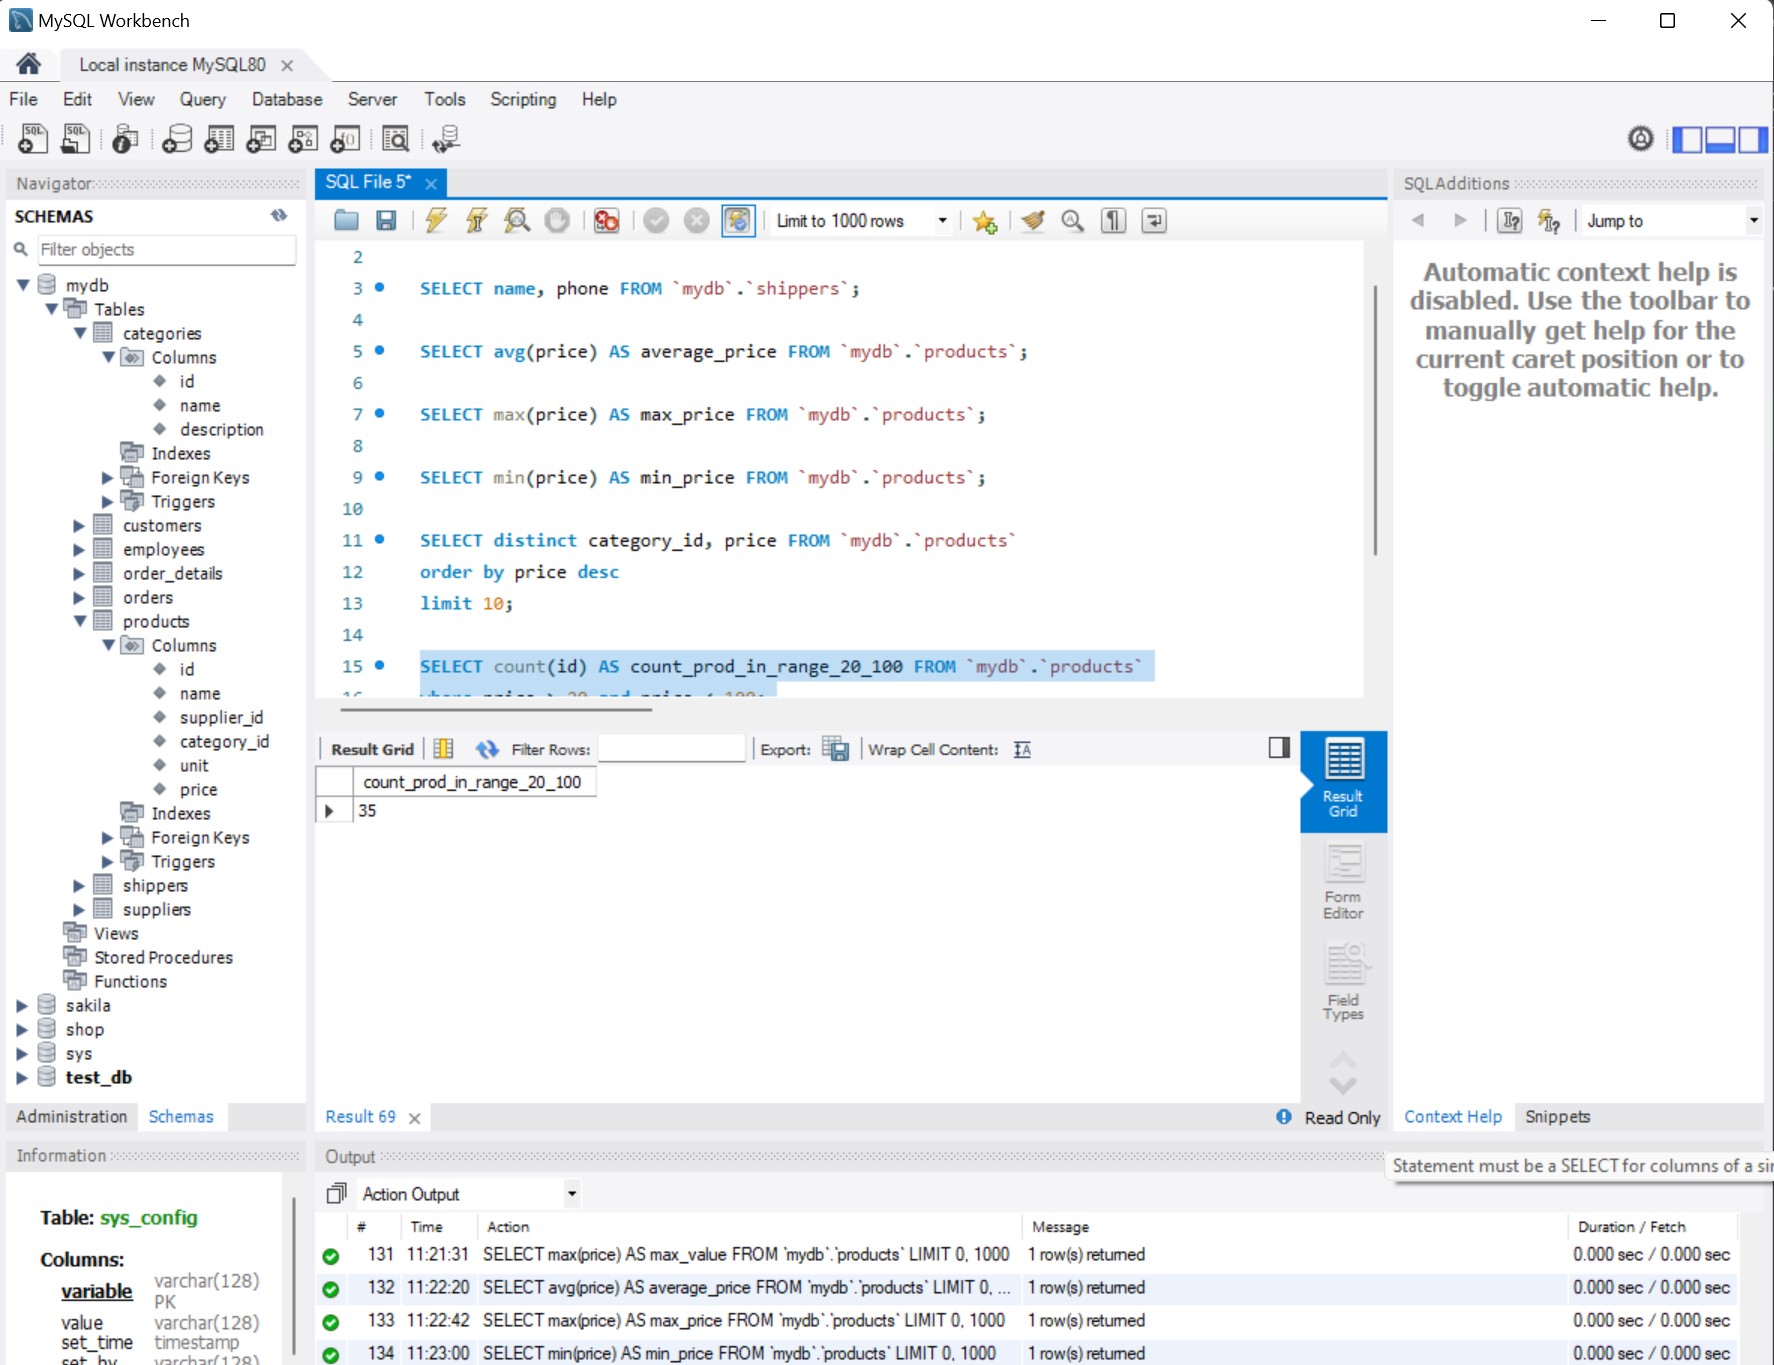 MySQL Workbench
Local instance MySQL80
File Edit View Query Database Server Tools Scripting Help
Navigator
SCHEMAS
Filter objects
mydb
Tables
categories
Columns
id
name
description
Indexes
Foreign Keys
Triggers
customers
employees
order_details
orders
products
Columns
id
name
supplier_id
category_id
unit
price
Indexes
Foreign Keys
Triggers
shippers
suppliers
Views
Stored Procedures
Functions
sakila
shop
sys
test_db
Administration Schemas
Information
Table: sys_config
Columns:
variable varchar(128)
PK
value varchar(128)
set_time timestamp
set_by varchar(128)
SQL File 5*
Limit to 1000 rows
2
3 SELECT name, phone FROM `mydb`.`shippers`;
4
5 SELECT avg(price) AS average_price FROM `mydb`.`products`;
6
7 SELECT max(price) AS max_price FROM `mydb`.`products`;
8
9 SELECT min(price) AS min_price FROM `mydb`.`products`;
10
11 SELECT distinct category_id, price FROM `mydb`.`products`
12 order by price desc
13 limit 10;
14
15 SELECT count(id) AS count_prod_in_range_20_100 FROM `mydb`.`products`
16 where price > 20 and price < 100;
Result Grid Filter Rows: Export: Wrap Cell Content:
count_prod_in_range_20_100
35
Result
Grid
Form
Editor
Field
Types
Result 69
Read Only
SQLAdditions
Jump to
Automatic context help is
disabled. Use the toolbar to
manually get help for the
current caret position or to
toggle automatic help.
Context Help Snippets
Output
Statement must be a SELECT for columns of a
Action Output
# Time Action Message Duration / Fetch
131 11:21:31 SELECT max(price) AS max_value FROM `mydb`.`products` LIMIT 0, 1000 1 row(s) returned 0.000 sec / 0.000 sec
132 11:22:20 SELECT avg(price) AS average_price FROM `mydb`.`products` LIMIT 0, ... 1 row(s) returned 0.000 sec / 0.000 sec
133 11:22:42 SELECT max(price) AS max_price FROM `mydb`.`products` LIMIT 0, 1000 1 row(s) returned 0.000 sec / 0.000 sec
134 11:23:00 SELECT min(price) AS min_price FROM `mydb`.`products` LIMIT 0, 1000 1 row(s) returned 0.000 sec / 0.000 sec